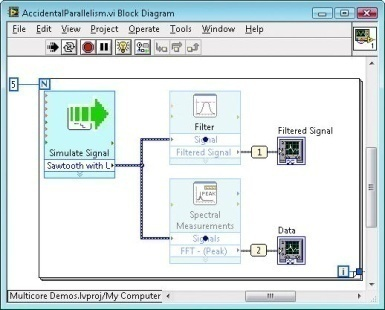 AccidentalParallelism.vi Block Diagram
File Edit View Project Operate Tools Window Help
1
5 N
Filter
Signal
Filtered Signal
Filtered Signal
1
Simulate Signal
Sawtooth with U
Spectral
Measurements
Signals
FFT - (Peak)
Data
2
i
Multicore Demos.lvproj/My Computer